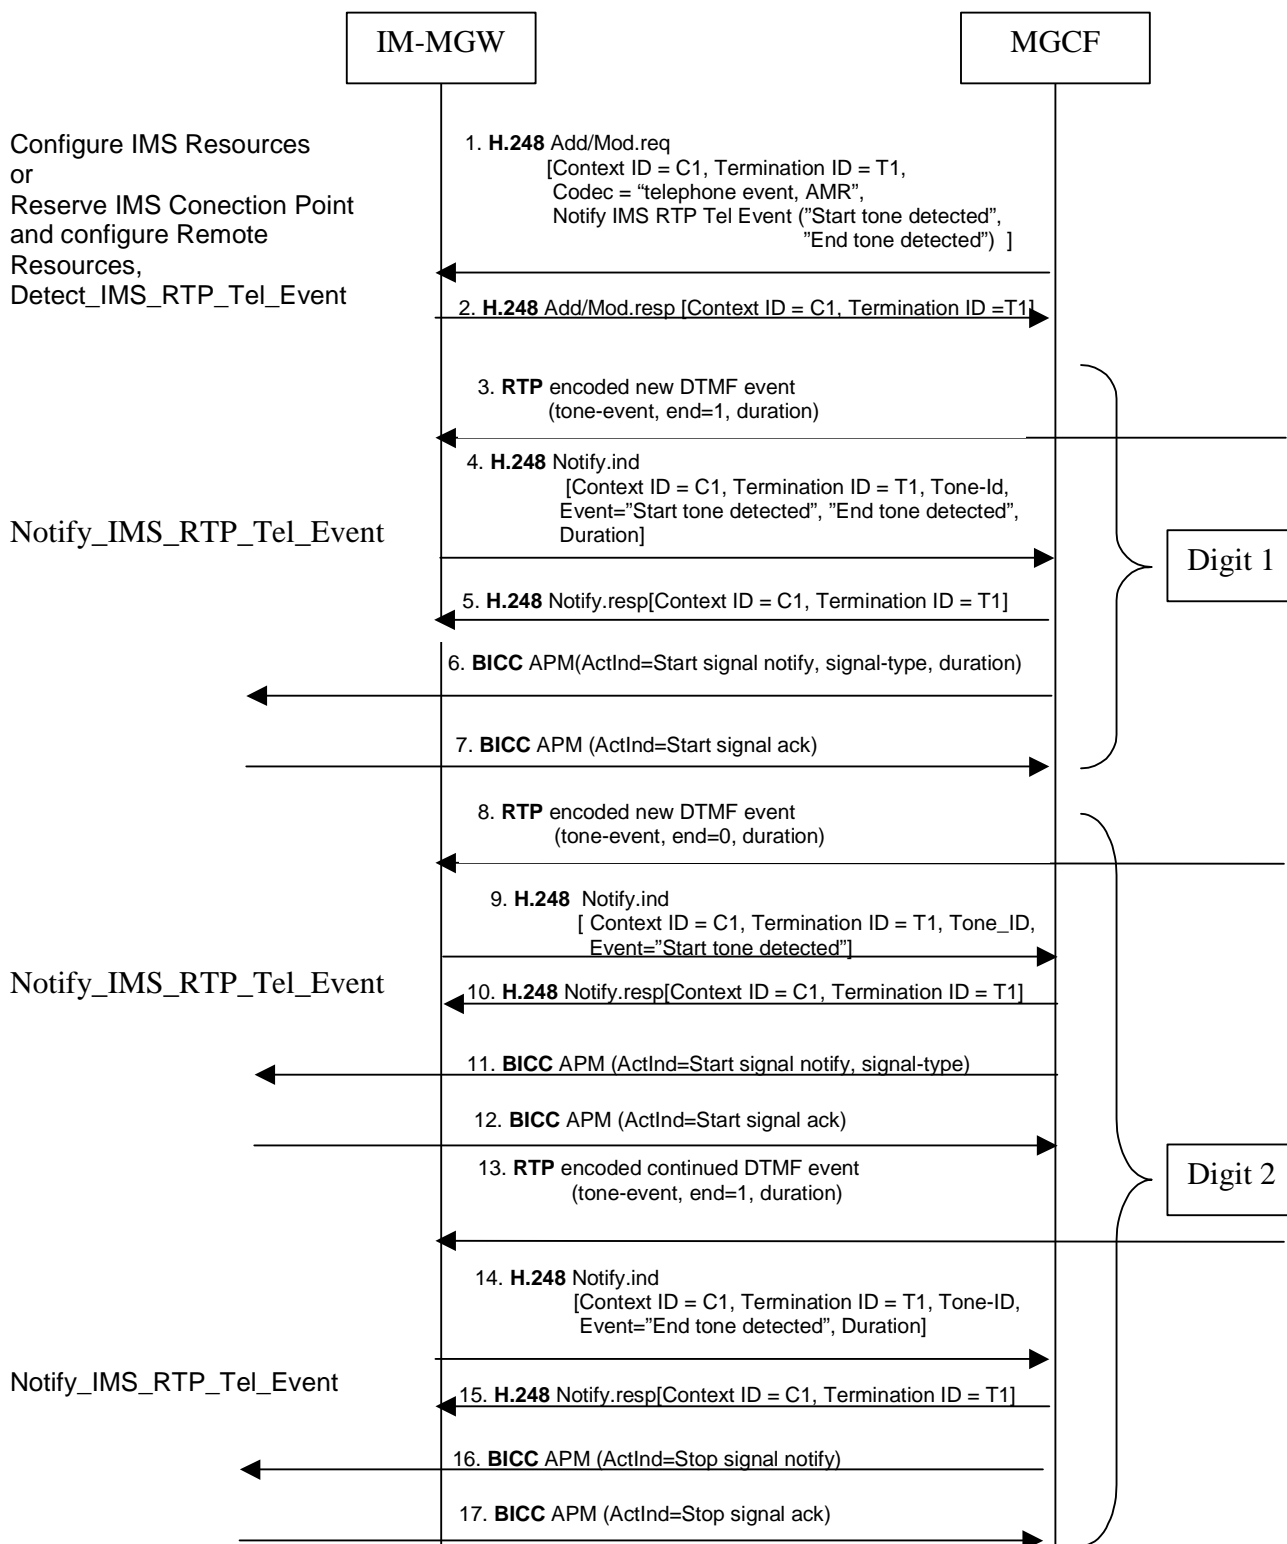 IM-MGW
MGCF
Configure IMS Resources
or
Reserve IMS Conection Point
and configure Remote
Resources,
Detect_IMS_RTP_Tel_Event
1. H.248 Add/Mod.req
[Context ID = C1, Termination ID = T1,
Codec = “telephone event, AMR”,
Notify IMS RTP Tel Event (”Start tone detected”,
”End tone detected”) ]
2. H.248 Add/Mod.resp [Context ID = C1, Termination ID =T1]
3. RTP encoded new DTMF event
(tone-event, end=1, duration)
4. H.248 Notify.ind
[Context ID = C1, Termination ID = T1, Tone-Id,
Event=”Start tone detected”, ”End tone detected”,
Duration]
Notify_IMS_RTP_Tel_Event
Digit 1
5. H.248 Notify.resp[Context ID = C1, Termination ID = T1]
6. BICC APM(ActInd=Start signal notify, signal-type, duration)
7. BICC APM (ActInd=Start signal ack)
8. RTP encoded new DTMF event
(tone-event, end=0, duration)
9. H.248 Notify.ind
[ Context ID = C1, Termination ID = T1, Tone_ID,
Event=”Start tone detected”]
Notify_IMS_RTP_Tel_Event
10. H.248 Notify.resp[Context ID = C1, Termination ID = T1]
11. BICC APM (ActInd=Start signal notify, signal-type)
12. BICC APM (ActInd=Start signal ack)
13. RTP encoded continued DTMF event
(tone-event, end=1, duration)
Digit 2
14. H.248 Notify.ind
[Context ID = C1, Termination ID = T1, Tone-ID,
Event=”End tone detected”, Duration]
Notify_IMS_RTP_Tel_Event
15. H.248 Notify.resp[Context ID = C1, Termination ID = T1]
16. BICC APM (ActInd=Stop signal notify)
17. BICC APM (ActInd=Stop signal ack)